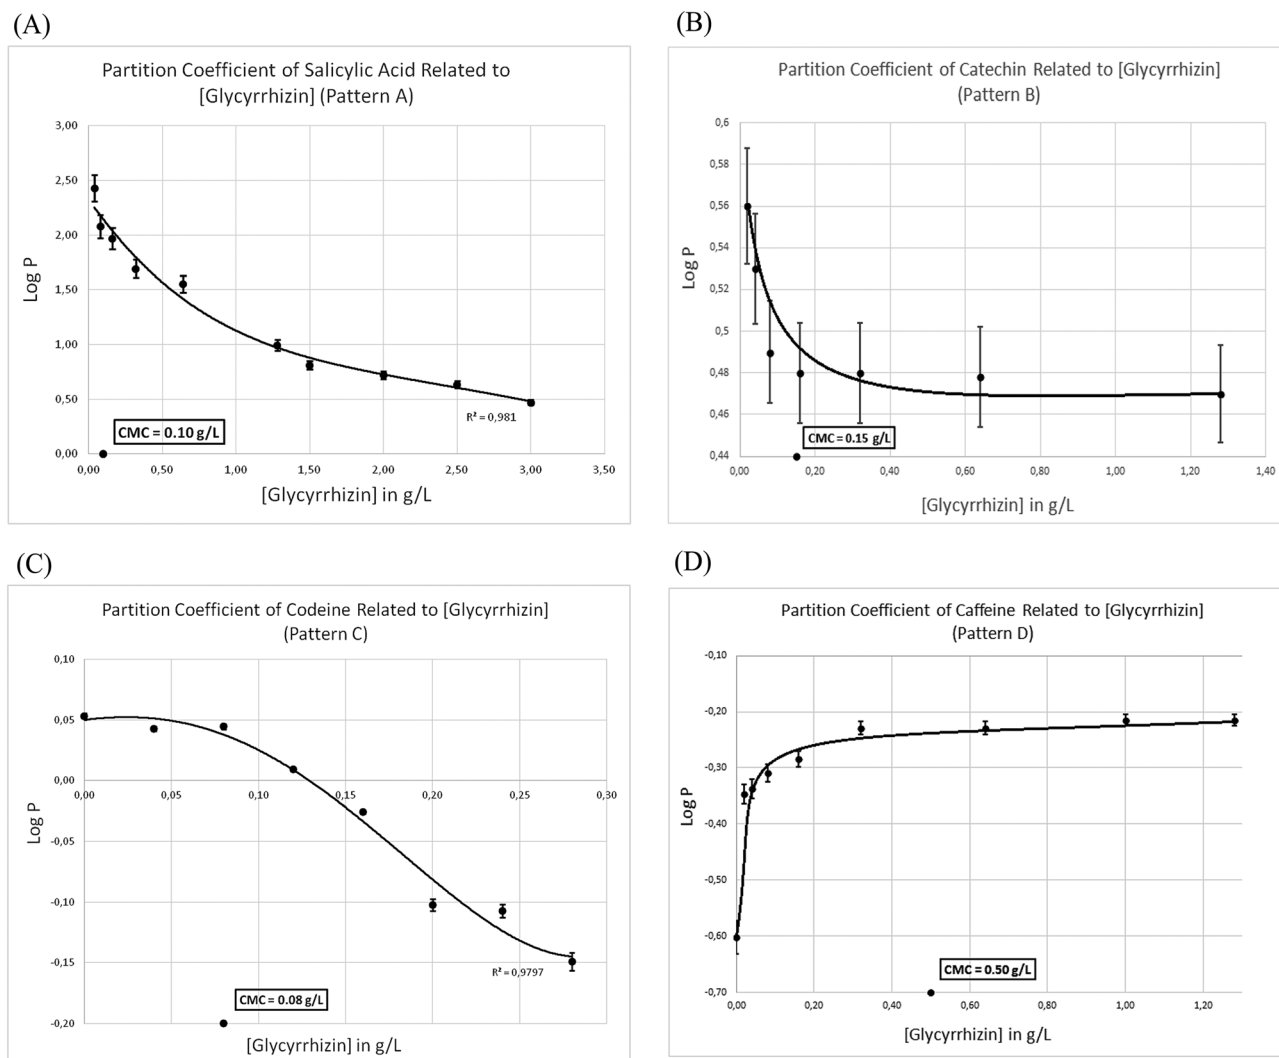 (A)
Partition Coefficient of Salicylic Acid Related to
[Glycyrrhizin] (Pattern A)
3,00
2,50
2,00
1,50
1,00
0,50
0,00
Log P
R² = 0,981
CMC = 0.10 g/L
0,00 0,50 1,00 1,50 2,00 2,50 3,00 3,50
[Glycyrrhizin] in g/L
(B)
Partition Coefficient of Catechin Related to [Glycyrrhizin]
(Pattern B)
0,6
0,58
0,56
0,54
0,52
0,5
0,48
0,46
0,44
Log P
CMC = 0.15 g/L
0,00 0,20 0,40 0,60 0,80 1,00 1,20 1,40
[Glycyrrhizin] in g/L
(C)
Partition Coefficient of Codeine Related to [Glycyrrhizin]
(Pattern C)
0,10
0,05
0,00
-0,05
-0,10
-0,15
-0,20
Log P
0,00 0,05 0,10 0,15 0,20 0,25 0,30
R² = 0,9797
CMC = 0.08 g/L
[Glycyrrhizin] in g/L
(D)
Partition Coefficient of Caffeine Related to [Glycyrrhizin]
(Pattern D)
-0,10
-0,20
-0,30
-0,40
-0,50
-0,60
-0,70
Log P
CMC = 0.50 g/L
0,00 0,20 0,40 0,60 0,80 1,00 1,20
[Glycyrrhizin] in g/L